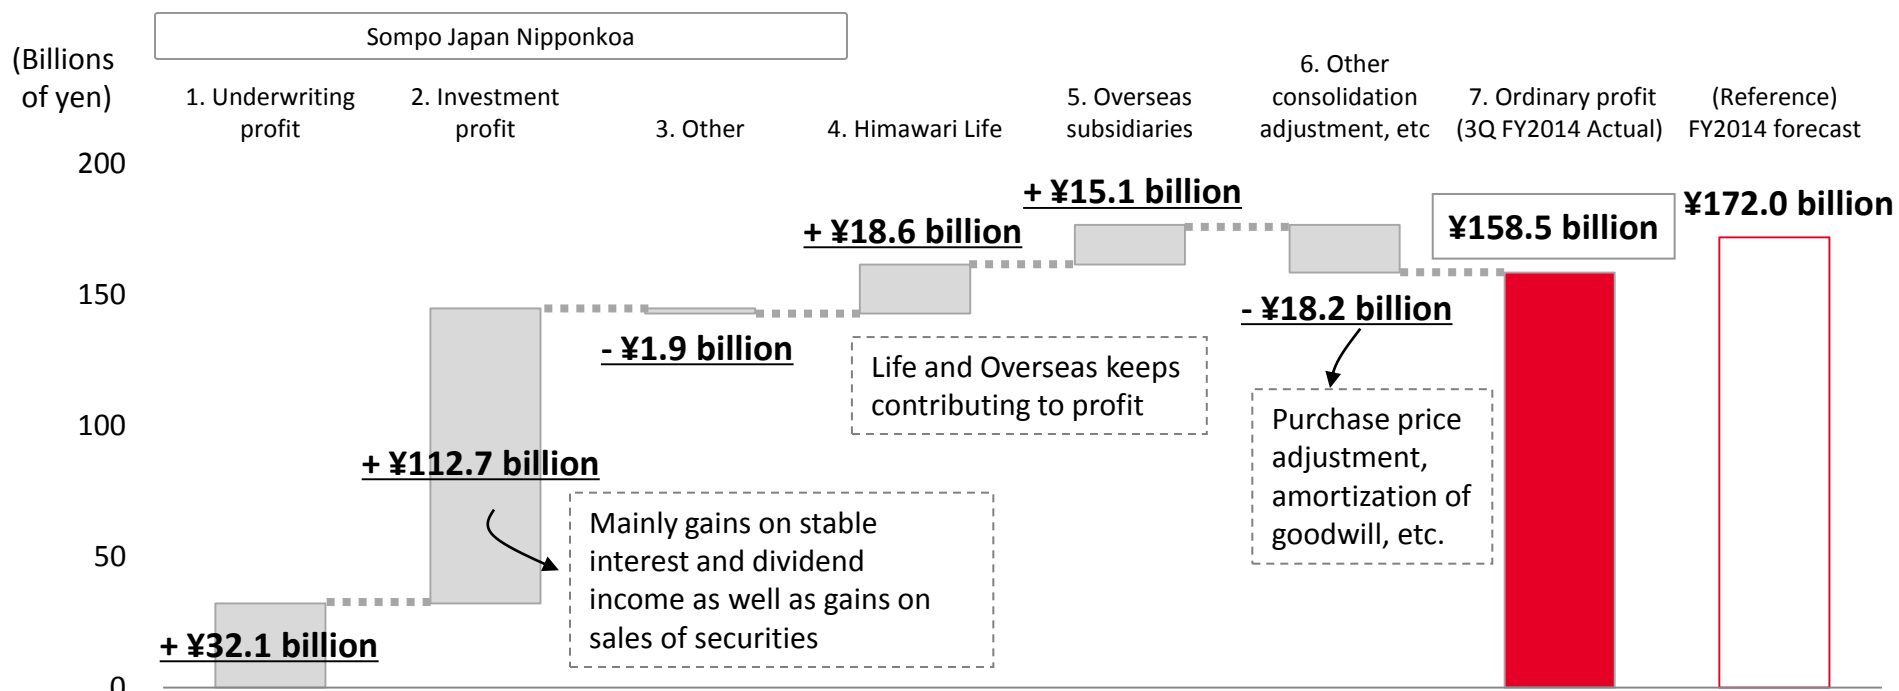 Sompo Japan Nipponkoa
(Billions
of yen)
1. Underwriting
profit
2. Investment
profit
3. Other
4. Himawari Life
5. Overseas
subsidiaries
6. Other
consolidation
adjustment, etc
7. Ordinary profit
(3Q FY2014 Actual)
(Reference)
FY2014 forecast
200
150
100
50
0
+ ¥32.1 billion
+ ¥112.7 billion
- ¥1.9 billion
+ ¥18.6 billion
+ ¥15.1 billion
- ¥18.2 billion
¥158.5 billion
¥172.0 billion
Mainly gains on stable
interest and dividend
income as well as gains on
sales of securities
Life and Overseas keeps
contributing to profit
Purchase price
adjustment,
amortization of
goodwill, etc.